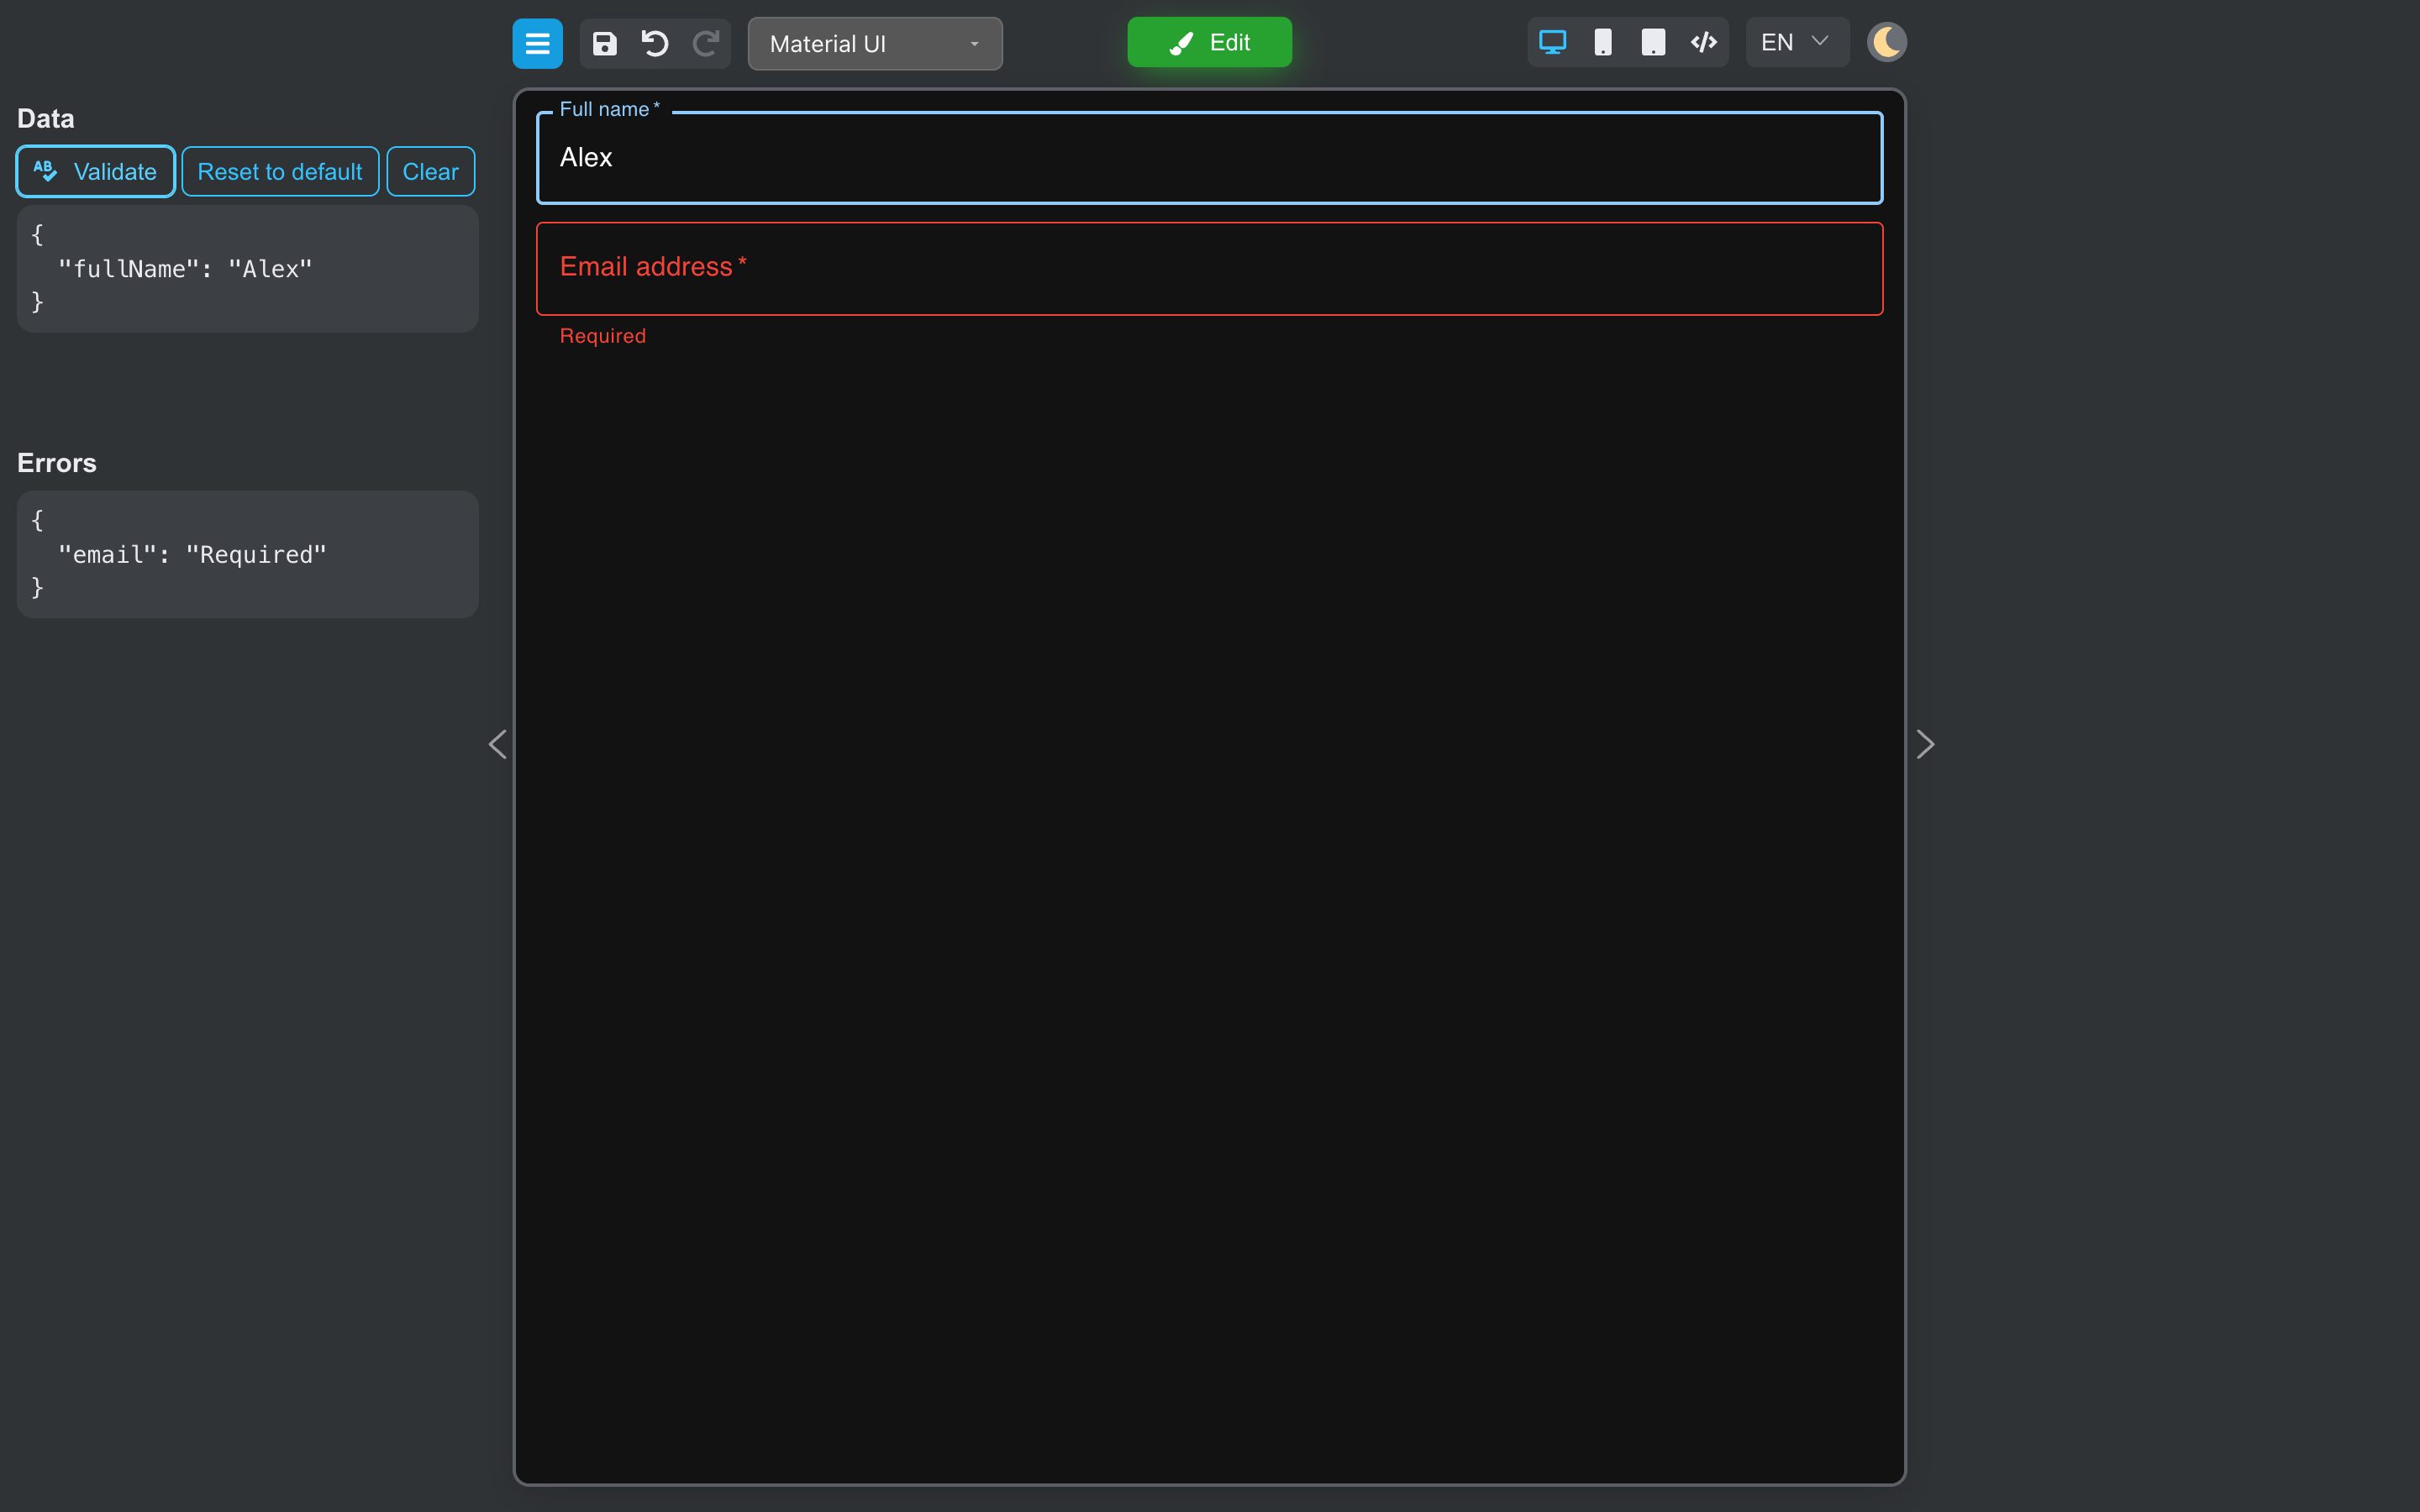 Material UI
Edit
EN
Data
AB Validate
Reset to default
Clear
{
  "fullName": "Alex"
}
Errors
{
  "email": "Required"
}
Full name *
Alex
Email address *
Required